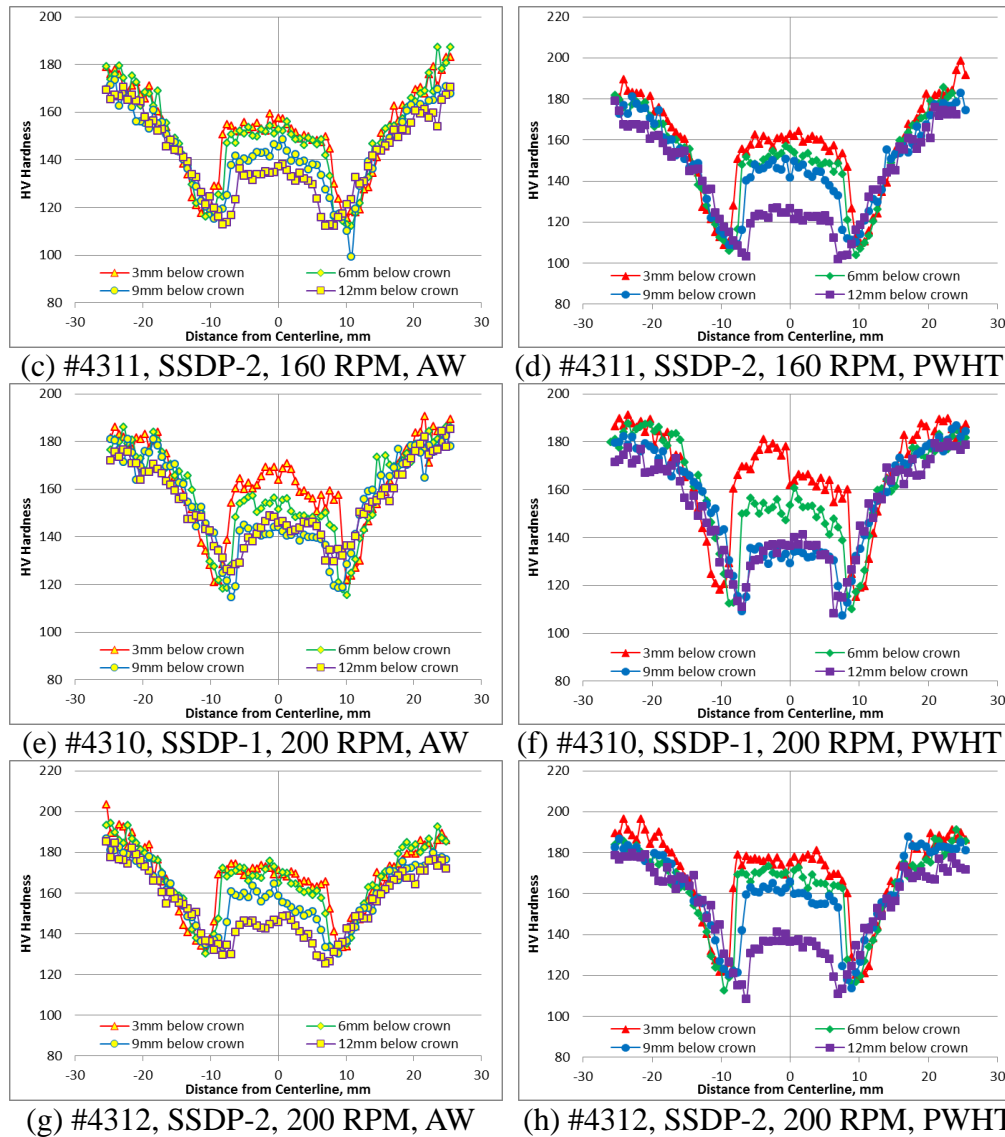 200
180
160
140
120
100
80
-30 -20 -10 0 10 20 30
HV Hardness
Distance from Centerline, mm
3mm below crown 6mm below crown
9mm below crown 12mm below crown
(c) #4311, SSDP-2, 160 RPM, AW
220
200
180
160
140
120
100
80
-30 -20 -10 0 10 20 30
HV Hardness
Distance from Centerline, mm
3mm below crown 6mm below crown
9mm below crown 12mm below crown
(d) #4311, SSDP-2, 160 RPM, PWHT
200
180
160
140
120
100
80
-30 -20 -10 0 10 20 30
HV Hardness
Distance from Centerline, mm
3mm below crown 6mm below crown
9mm below crown 12mm below crown
(e) #4310, SSDP-1, 200 RPM, AW
200
180
160
140
120
100
80
-30 -20 -10 0 10 20 30
HV Hardness
Distance from Centerline, mm
3mm below crown 6mm below crown
9mm below crown 12mm below crown
(f) #4310, SSDP-1, 200 RPM, PWHT
220
200
180
160
140
120
100
80
60
-30 -20 -10 0 10 20 30
HV Hardness
Distance from Centerline, mm
3mm below crown 6mm below crown
9mm below crown 12mm below crown
(g) #4312, SSDP-2, 200 RPM, AW
220
200
180
160
140
120
100
80
60
-30 -20 -10 0 10 20 30
HV Hardness
Distance from Centerline, mm
3mm below crown 6mm below crown
9mm below crown 12mm below crown
(h) #4312, SSDP-2, 200 RPM, PWHT